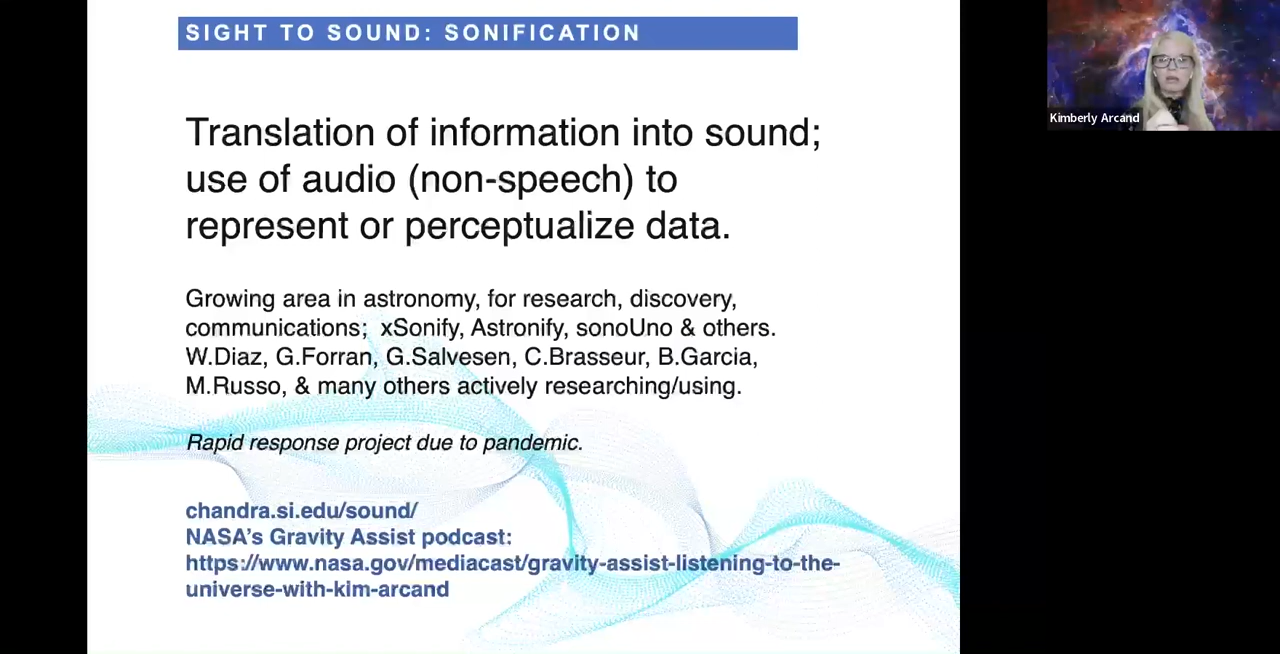 SIGHT TO SOUND: SONIFICATION
Kimberly Arcand
Translation of information into sound;
use of audio (non-speech) to
represent or perceptualize data.
Growing area in astronomy, for research, discovery,
communications;  xSonify, Astronify, sonoUno & others.
W.Diaz, G.Forran, G.Salvesen, C.Brasseur, B.Garcia,
M.Russo, & many others actively researching/using.
Rapid response project due to pandemic.
chandra.si.edu/sound/
NASA's Gravity Assist podcast:
https://www.nasa.gov/mediacast/gravity-assist-listening-to-the-
universe-with-kim-arcand